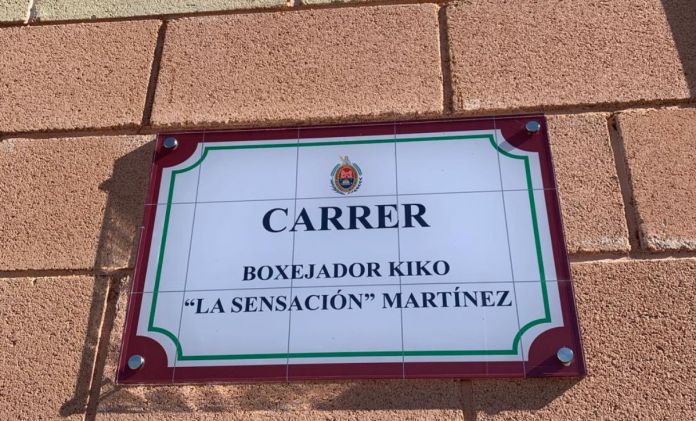 CARRER
BOXEJADOR KIKO
“LA SENSACIÓN” MARTÍNEZ